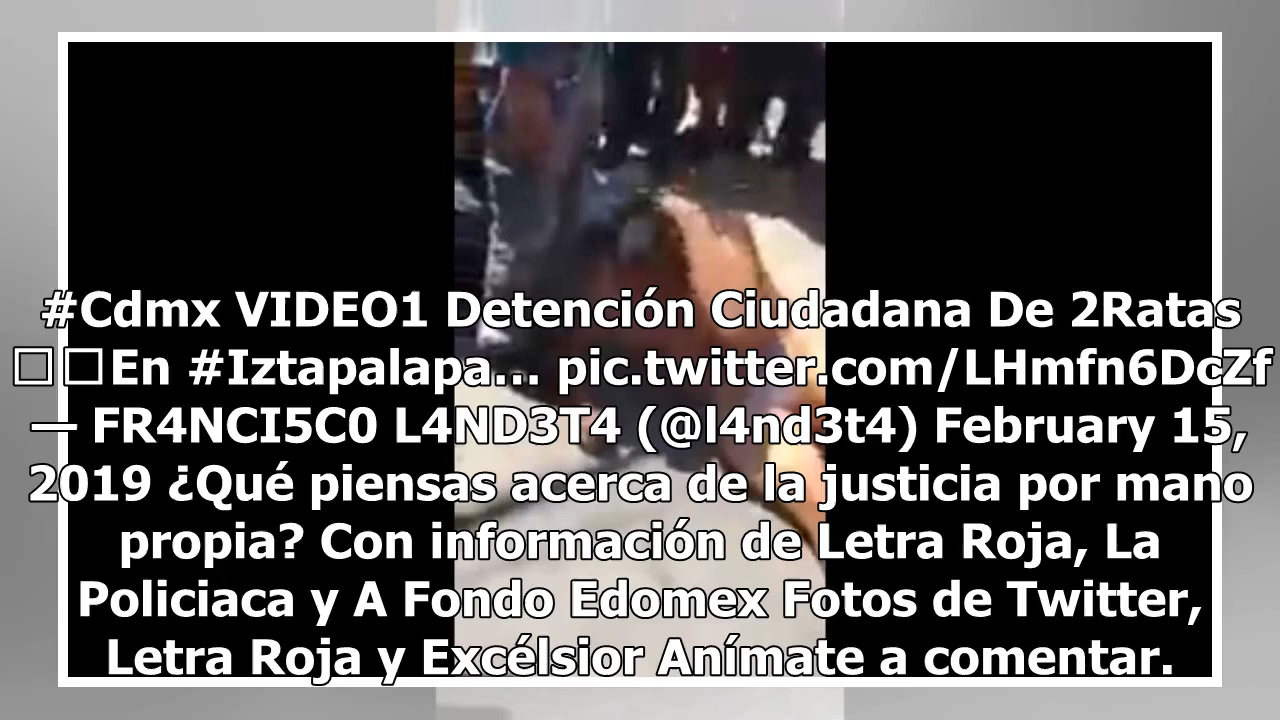 #Cdmx VIDEO1 Detención Ciudadana De 2Ratas
□□En #Iztapalapa... pic.twitter.com/LHmfn6DcZf
— FR4NCI5C0 L4ND3T4 (@l4nd3t4) February 15,
2019 ¿Qué piensas acerca de la justicia por mano
propia? Con información de Letra Roja, La
Policiaca y A Fondo Edomex Fotos de Twitter,
Letra Roja y Excélsior Anímate a comentar.